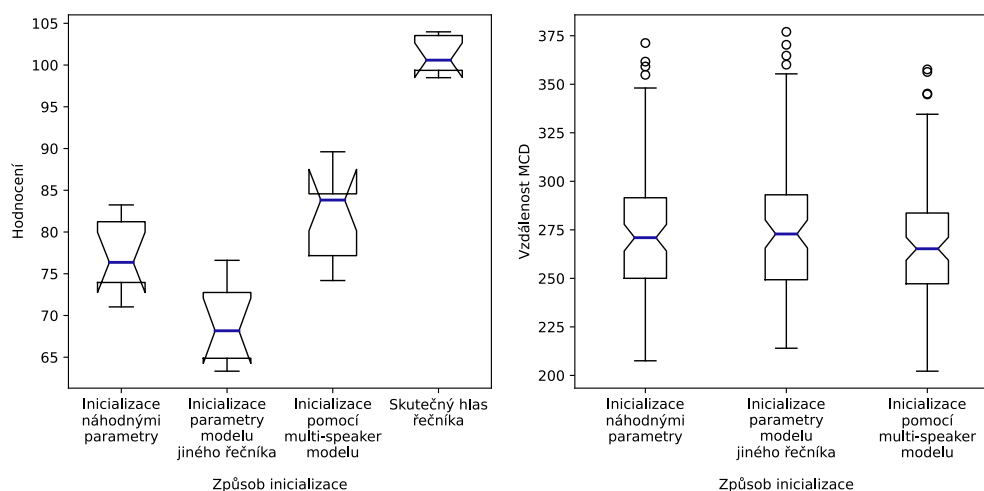 105
100
95
90
85
80
75
70
65
Hodnocení
Inicializace
náhodnými
parametry
Inicializace
parametry
modelu
jiného řečníka
Inicializace
pomocí
multi-speaker
modelu
Skutečný hlas
řečníka
Způsob inicializace
375
350
325
300
275
250
225
200
Vzdálenost MCD
Inicializace
náhodnými
parametry
Inicializace
parametry
modelu
jiného řečníka
Inicializace
pomocí
multi-speaker
modelu
Způsob inicializace